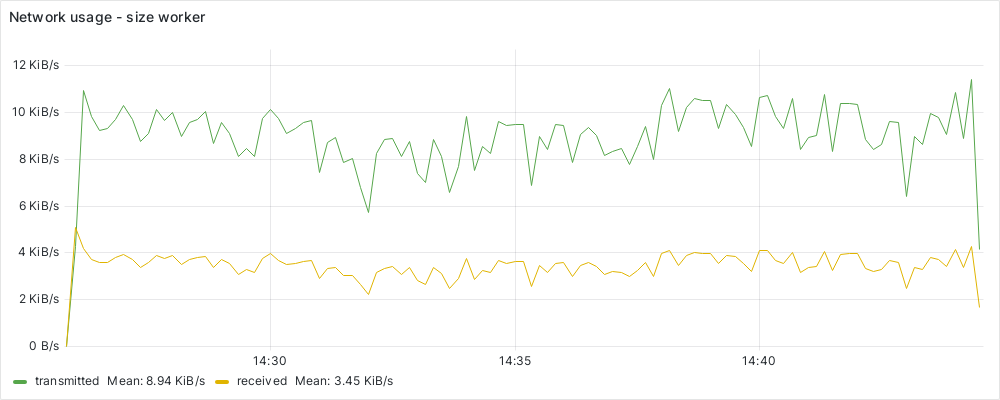 Network usage - size worker
12 KiB/s
10 KiB/s
8 KiB/s
6 KiB/s
4 KiB/s
2 KiB/s
0 B/s
14:30 14:35 14:40
transmitted Mean: 8.94 KiB/s received Mean: 3.45 KiB/s